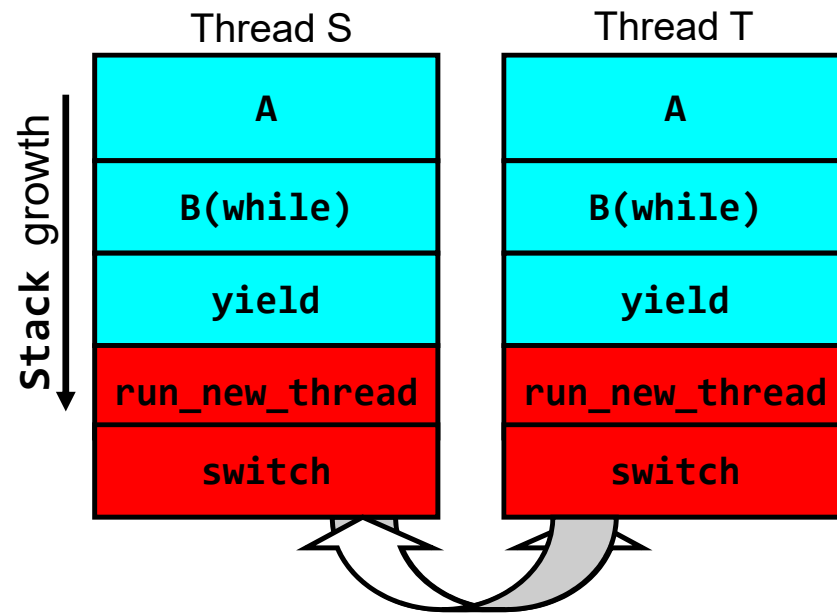 Thread S
A
B(while)
yield
run_new_thread
switch
Stack growth
Thread T
A
B(while)
yield
run_new_thread
switch